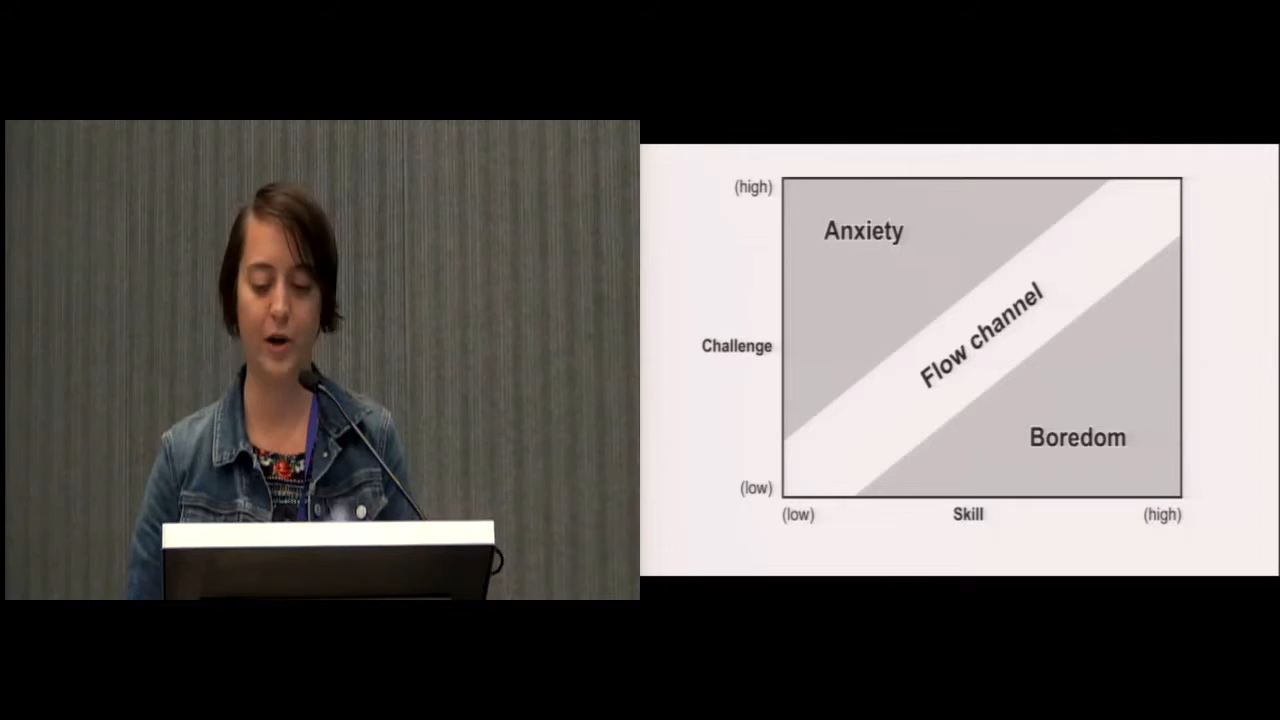 (high)
Anxiety
Flow channel
Challenge
Boredom
(low)
(low)
Skill
(high)